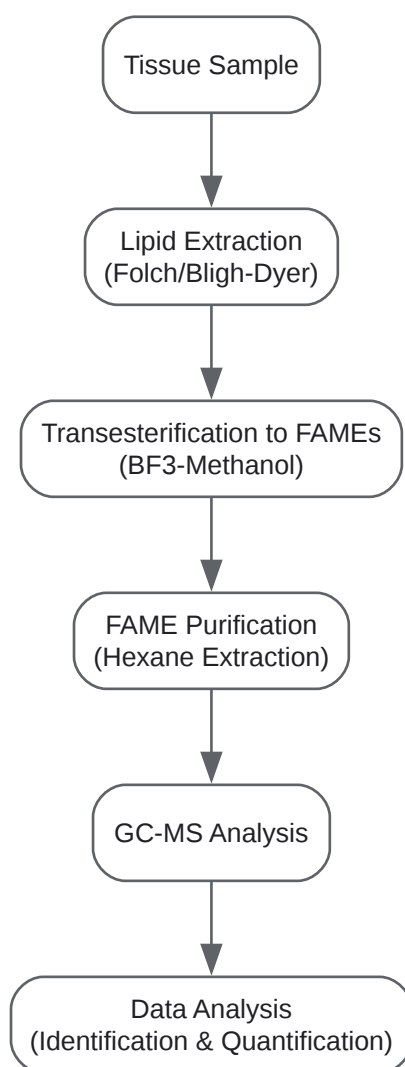 Tissue Sample
Lipid Extraction
(Folch/Bligh-Dyer)
Transesterification to FAMEs
(BF3-Methanol)
FAME Purification
(Hexane Extraction)
GC-MS Analysis
Data Analysis
(Identification & Quantification)